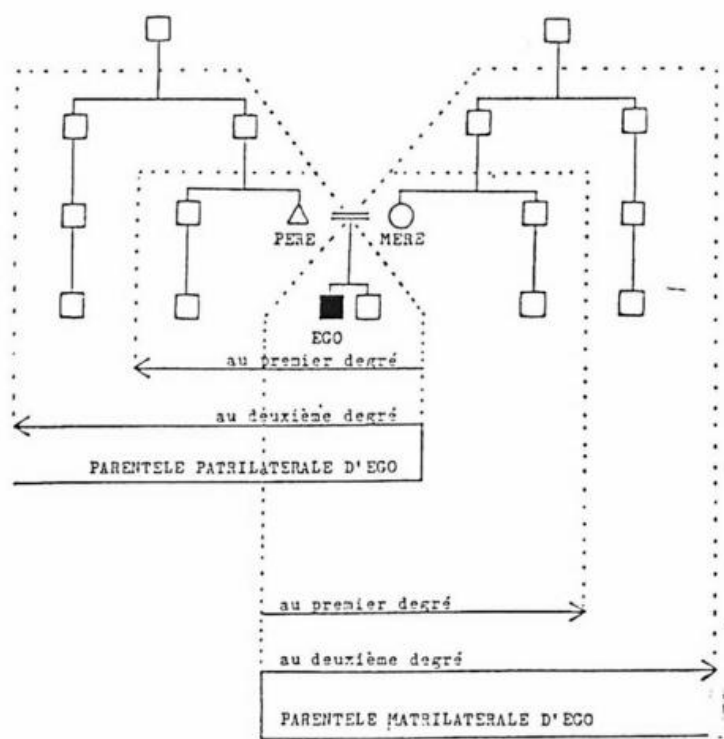 PERE
MERE
EGO
au premier degré
au deuxième degré
PARENTELE PATRILATERALE D'EGO
au premier degré
au deuxième degré
PARENTELE MATRILATERALE D'EGO